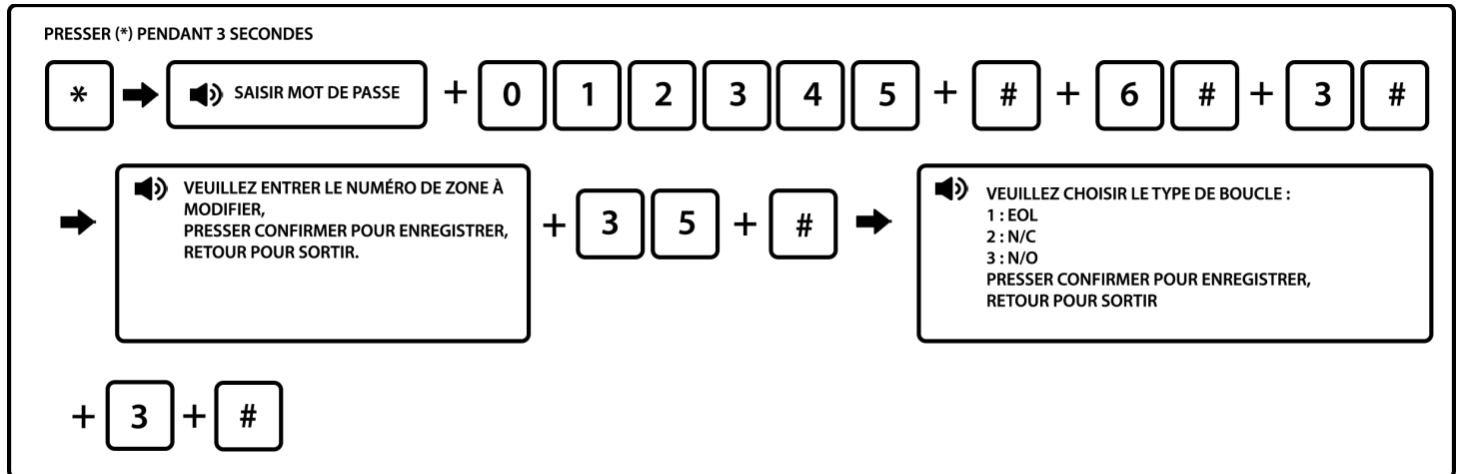 PRESSER (*) PENDANT 3 SECONDES
* SAISIR MOT DE PASSE + 0 1 2 3 4 5 + # + 6 # + 3 #
VEUILLEZ ENTRER LE NUMÉRO DE ZONE À
MODIFIER,
PRESSER CONFIRMER POUR ENREGISTRER,
RETOUR POUR SORTIR.
+ 3 5 + #
VEUILLEZ CHOISIR LE TYPE DE BOUCLE :
1 : EOL
2 : N/C
3 : N/O
PRESSER CONFIRMER POUR ENREGISTRER,
RETOUR POUR SORTIR
+ 3 + #